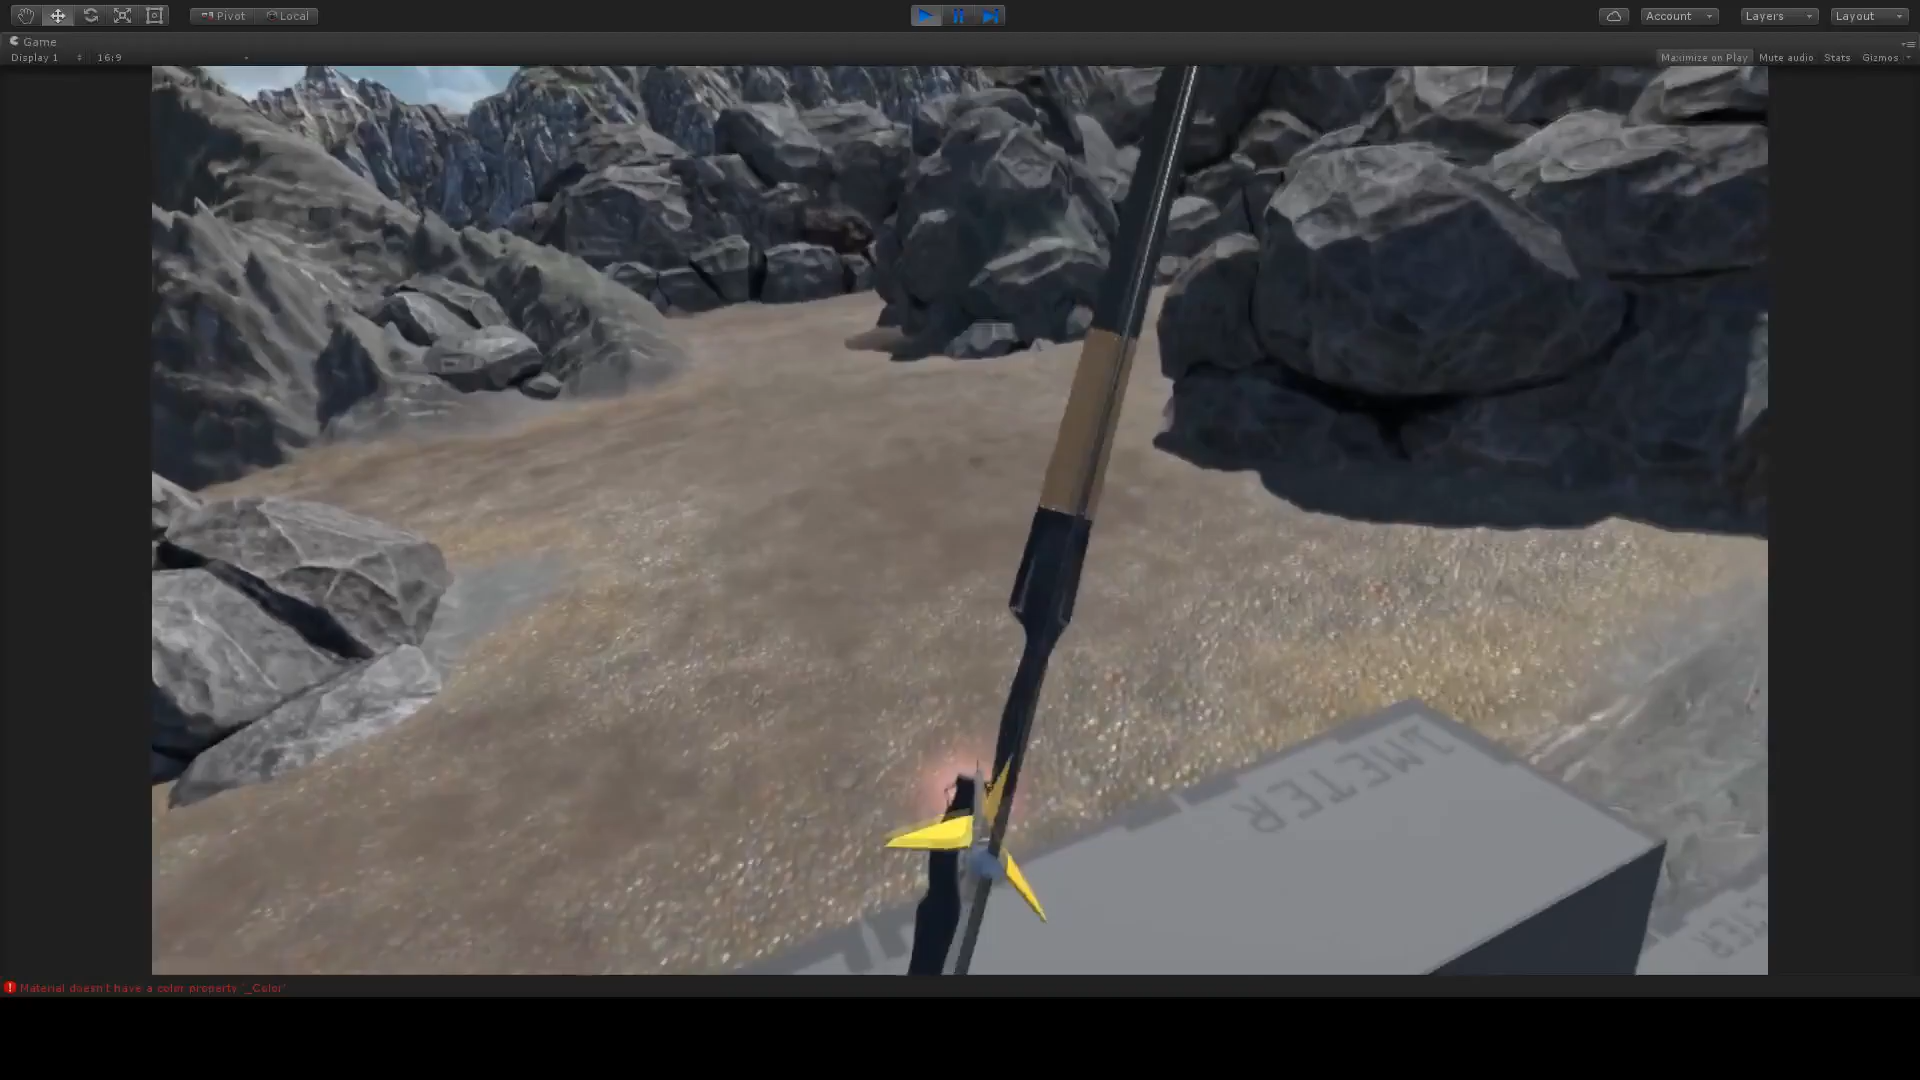 Pivot Local Account Layers Layout
Game
Display 1 16:9 Maximize on Play Mute audio Stats Gizmos
1METER
Material doesn't have a color property '_Color'